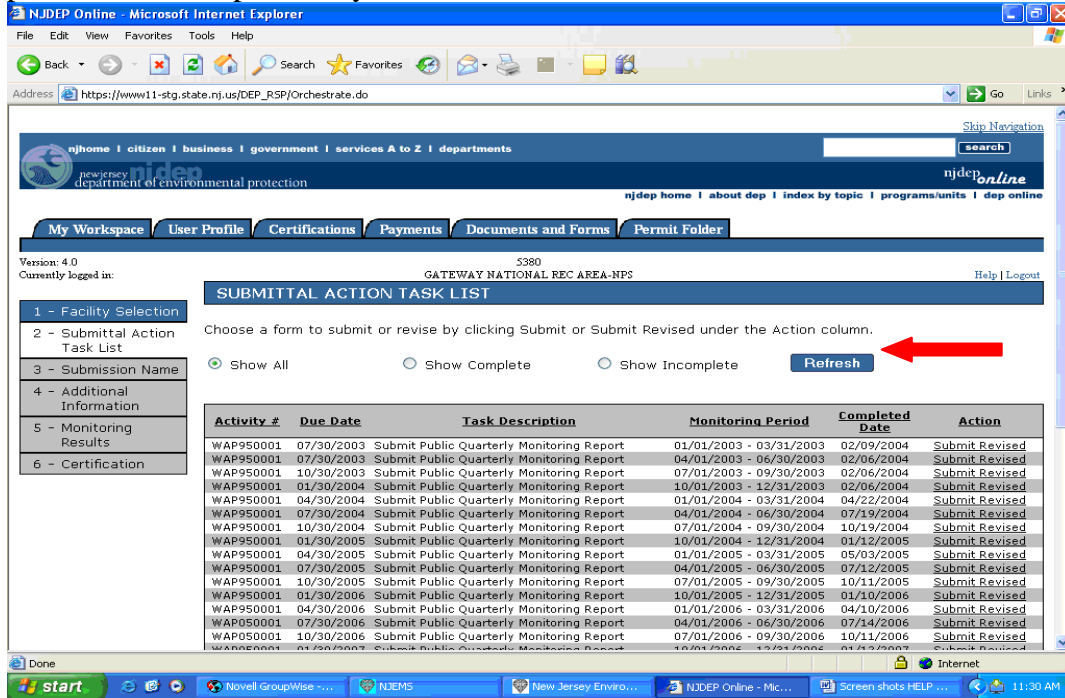 NJDEP Online - Microsoft Internet Explorer
File Edit View Favorites Tools Help
Back Search Favorites
Address https://www11-stg.state.nj.us/DEP_RSP/Orchestrate.do Go Links
Skip Navigation
njhome | citizen | business | government | services A to Z | departments search
newjersey njdep
department of environmental protection
njdep online
njdep home | about dep | index by topic | programs/units | dep online
My Workspace User Profile Certifications Payments Documents and Forms Permit Folder
Version: 4.0 5380
Currently logged in: GATEWAY NATIONAL REC AREA-NPS Help | Logout
SUBMITTAL ACTION TASK LIST
1 - Facility Selection
2 - Submittal Action Task List
3 - Submission Name
4 - Additional Information
5 - Monitoring Results
6 - Certification
Choose a form to submit or revise by clicking Submit or Submit Revised under the Action column.
Show All Show Complete Show Incomplete Refresh
Activity # Due Date Task Description Monitoring Period Completed Date Action
WAP950001 07/30/2003 Submit Public Quarterly Monitoring Report 01/01/2003 - 03/31/2003 02/09/2004 Submit Revised
WAP950001 07/30/2003 Submit Public Quarterly Monitoring Report 04/01/2003 - 06/30/2003 02/06/2004 Submit Revised
WAP950001 10/30/2003 Submit Public Quarterly Monitoring Report 07/01/2003 - 09/30/2003 02/06/2004 Submit Revised
WAP950001 01/30/2004 Submit Public Quarterly Monitoring Report 10/01/2003 - 12/31/2003 02/06/2004 Submit Revised
WAP950001 04/30/2004 Submit Public Quarterly Monitoring Report 01/01/2004 - 03/31/2004 04/22/2004 Submit Revised
WAP950001 07/30/2004 Submit Public Quarterly Monitoring Report 04/01/2004 - 06/30/2004 07/19/2004 Submit Revised
WAP950001 10/30/2004 Submit Public Quarterly Monitoring Report 07/01/2004 - 09/30/2004 10/19/2004 Submit Revised
WAP950001 01/30/2005 Submit Public Quarterly Monitoring Report 10/01/2004 - 12/31/2004 01/12/2005 Submit Revised
WAP950001 04/30/2005 Submit Public Quarterly Monitoring Report 01/01/2005 - 03/31/2005 05/03/2005 Submit Revised
WAP950001 07/30/2005 Submit Public Quarterly Monitoring Report 04/01/2005 - 06/30/2005 07/12/2005 Submit Revised
WAP950001 10/30/2005 Submit Public Quarterly Monitoring Report 07/01/2005 - 09/30/2005 10/11/2005 Submit Revised
WAP950001 01/30/2006 Submit Public Quarterly Monitoring Report 10/01/2005 - 12/31/2005 01/10/2006 Submit Revised
WAP950001 04/30/2006 Submit Public Quarterly Monitoring Report 01/01/2006 - 03/31/2006 04/10/2006 Submit Revised
WAP050001 07/30/2006 Submit Public Quarterly Monitoring Report 04/01/2006 - 06/30/2006 07/14/2006 Submit Revised
WAP050001 10/30/2006 Submit Public Quarterly Monitoring Report 07/01/2006 - 09/30/2006 10/11/2006 Submit Revised
Done Internet
start Novell GroupWise -... NJEMS New Jersey Enviro... NJDEP Online - Mic... Screen shots HELP ... 11:30 AM